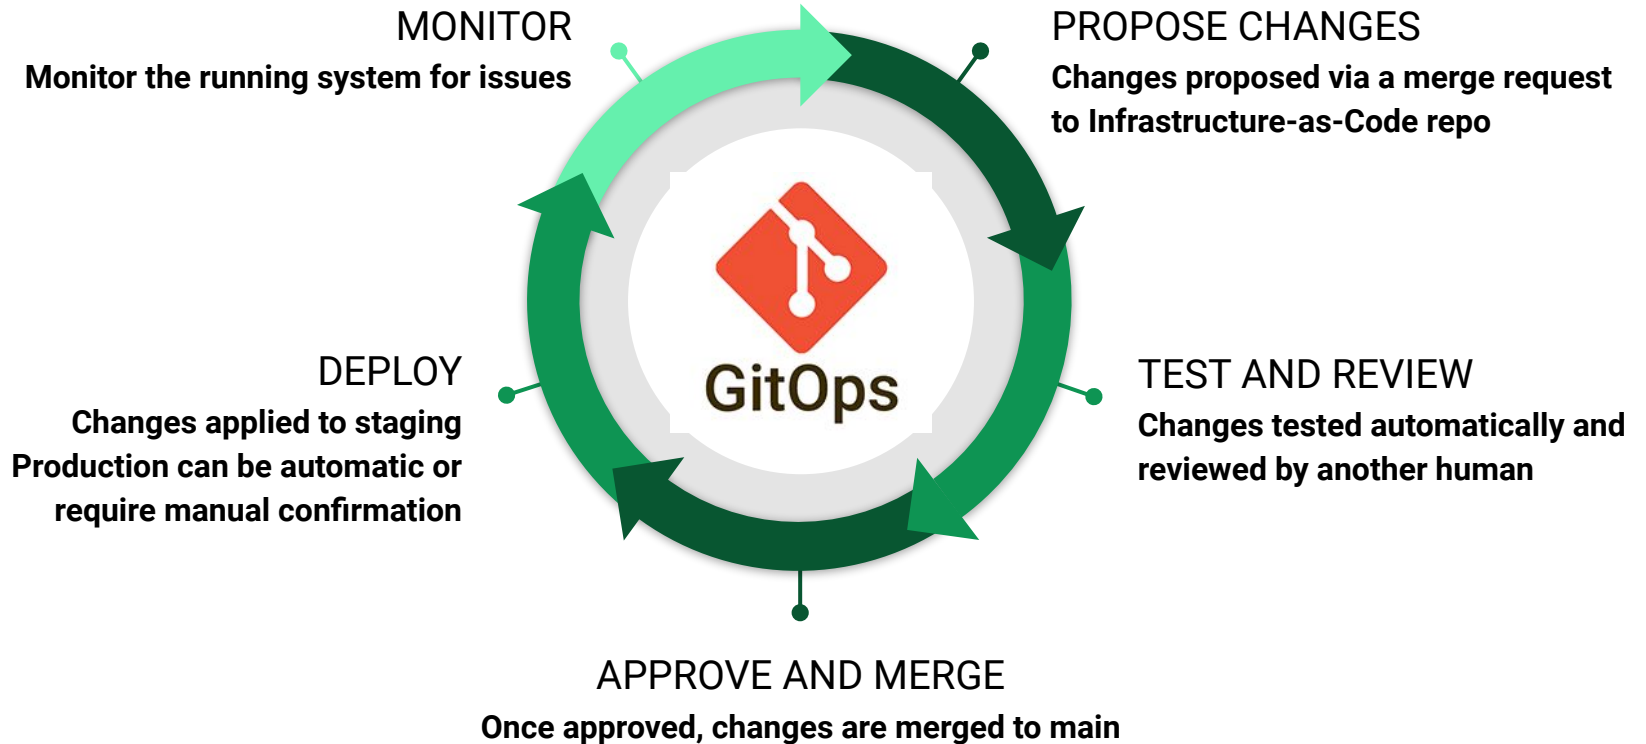 MONITOR
Monitor the running system for issues
PROPOSE CHANGES
Changes proposed via a merge request
to Infrastructure-as-Code repo
GitOps
DEPLOY
Changes applied to staging
Production can be automatic or
require manual confirmation
TEST AND REVIEW
Changes tested automatically and
reviewed by another human
APPROVE AND MERGE
Once approved, changes are merged to main